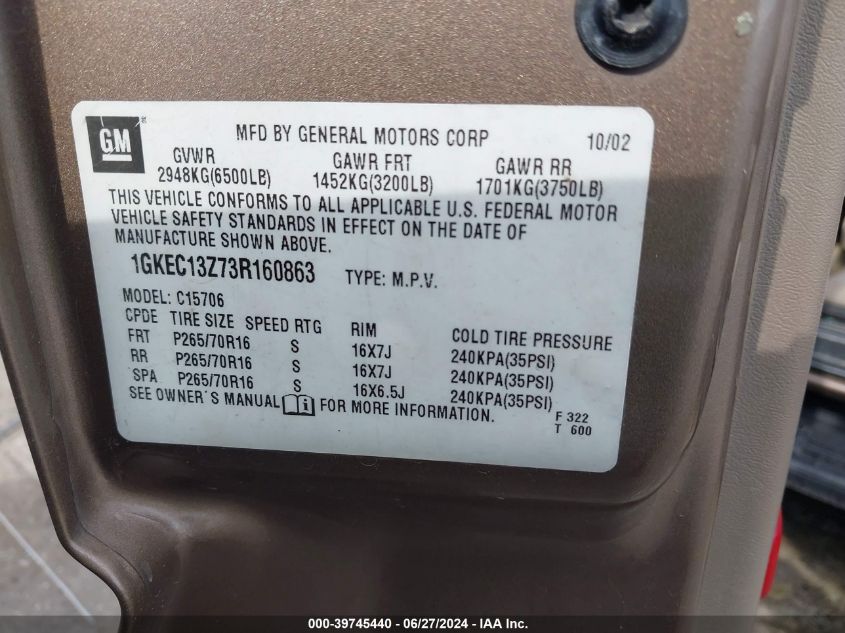 GM
MFD BY GENERAL MOTORS CORP 10/02
GVWR GAWR FRT GAWR RR
2948KG(6500LB) 1452KG(3200LB) 1701KG(3750LB)
THIS VEHICLE CONFORMS TO ALL APPLICABLE U.S. FEDERAL MOTOR
VEHICLE SAFETY STANDARDS IN EFFECT ON THE DATE OF
MANUFACTURE SHOWN ABOVE.
1GKEC13Z73R160863 TYPE: M.P.V.
MODEL: C15706
CPDE TIRE SIZE SPEED RTG RIM COLD TIRE PRESSURE
FRT P265/70R16 S 16X7J 240KPA(35PSI)
RR P265/70R16 S 16X7J 240KPA(35PSI)
SPA P265/70R16 S 16X6.5J 240KPA(35PSI)
SEE OWNER'S MANUAL FOR MORE INFORMATION.
F 322
T 600
000-39745440 - 06/27/2024 - IAA Inc.